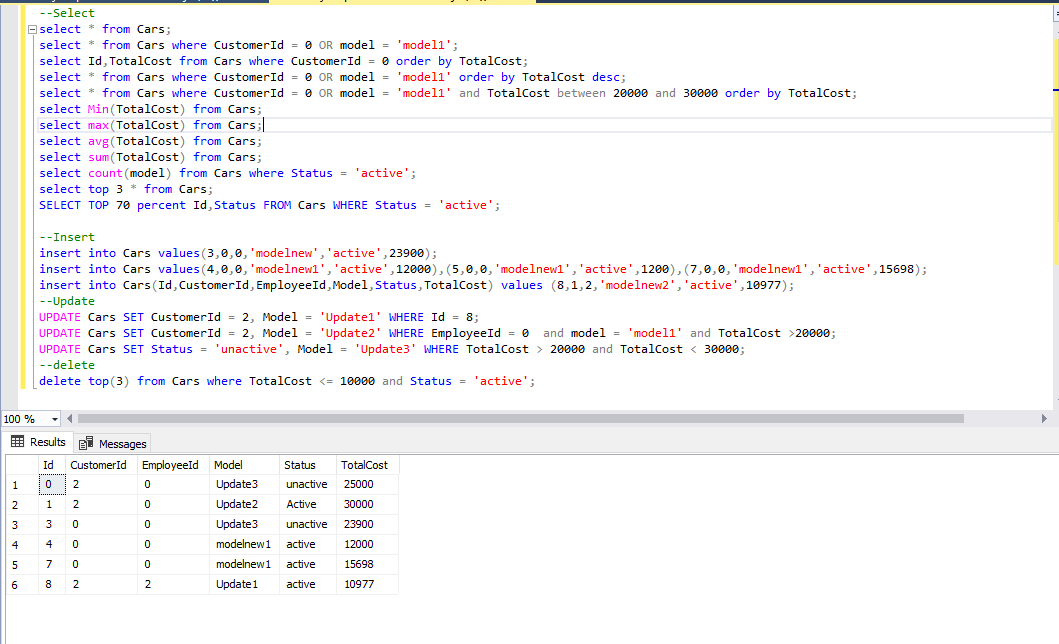 --Select
select * from Cars;
select * from Cars where CustomerId = 0 OR model = 'model1';
select Id,TotalCost from Cars where CustomerId = 0 order by TotalCost;
select * from Cars where CustomerId = 0 OR model = 'model1' order by TotalCost desc;
select * from Cars where CustomerId = 0 OR model = 'model1' and TotalCost between 20000 and 30000 order by TotalCost;
select Min(TotalCost) from Cars;
select max(TotalCost) from Cars;
select avg(TotalCost) from Cars;
select sum(TotalCost) from Cars;
select count(model) from Cars where Status = 'active';
select top 3 * from Cars;
SELECT TOP 70 percent Id,Status FROM Cars WHERE Status = 'active';
--Insert
insert into Cars values(3,0,0,'modelnew','active',23900);
insert into Cars values(4,0,0,'modelnew1','active',12000),(5,0,0,'modelnew1','active',1200),(7,0,0,'modelnew1','active',15698);
insert into Cars(Id,CustomerId,EmployeeId,Model,Status,TotalCost) values (8,1,2,'modelnew2','active',10977);
--Update
UPDATE Cars SET CustomerId = 2, Model = 'Update1' WHERE Id = 8;
UPDATE Cars SET CustomerId = 2, Model = 'Update2' WHERE EmployeeId = 0  and model = 'model1' and TotalCost >20000;
UPDATE Cars SET Status = 'unactive', Model = 'Update3' WHERE TotalCost > 20000 and TotalCost < 30000;
--delete
delete top(3) from Cars where TotalCost <= 10000 and Status = 'active';
100 %
Results Messages
Id CustomerId EmployeeId Model Status TotalCost
1 0 2 0 Update3 unactive 25000
2 1 2 0 Update2 Active 30000
3 3 0 0 Update3 unactive 23900
4 4 0 0 modelnew1 active 12000
5 7 0 0 modelnew1 active 15698
6 8 2 2 Update1 active 10977